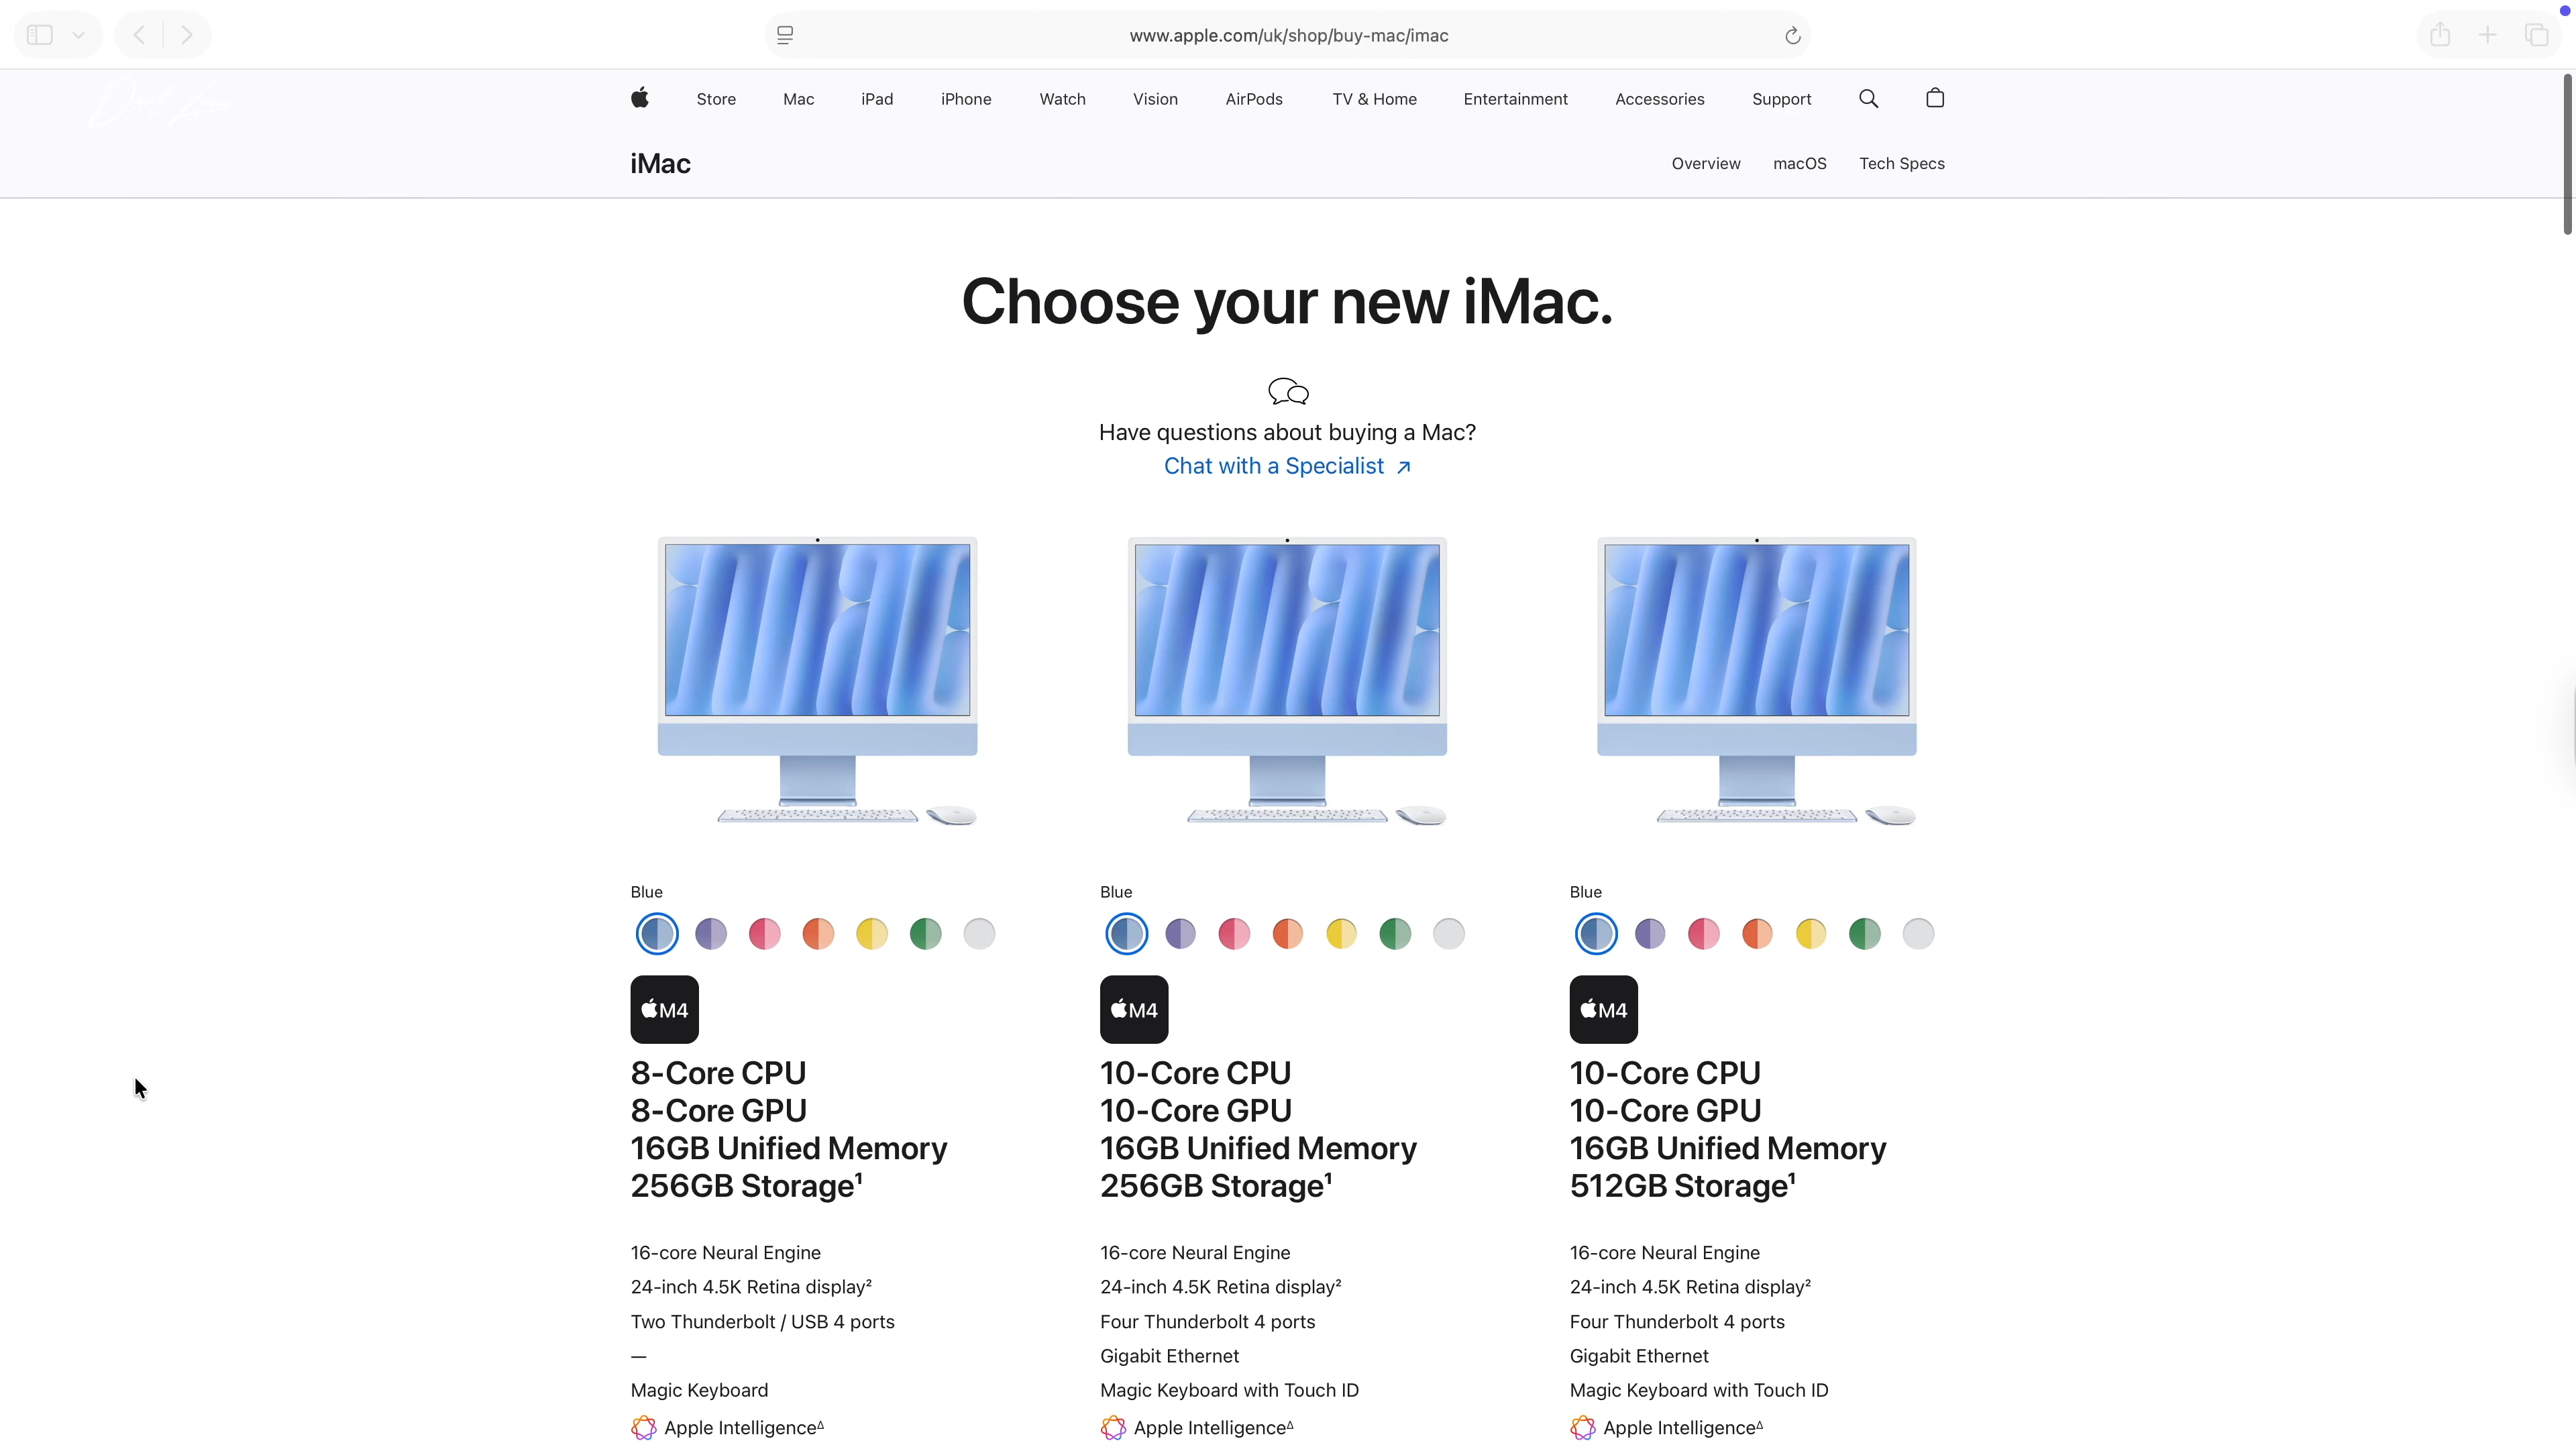 www.apple.com/uk/shop/buy-mac/imac
Store Mac iPad iPhone Watch Vision AirPods TV & Home Entertainment Accessories Support
iMac
Overview macOS Tech Specs
Choose your new iMac.
Have questions about buying a Mac?
Chat with a Specialist ↗
Blue
M4
8-Core CPU
8-Core GPU
16GB Unified Memory
256GB Storage¹
16-core Neural Engine
24-inch 4.5K Retina display²
Two Thunderbolt / USB 4 ports
—
Magic Keyboard
Apple IntelligenceΔ
Blue
M4
10-Core CPU
10-Core GPU
16GB Unified Memory
256GB Storage¹
16-core Neural Engine
24-inch 4.5K Retina display²
Four Thunderbolt 4 ports
Gigabit Ethernet
Magic Keyboard with Touch ID
Apple IntelligenceΔ
Blue
M4
10-Core CPU
10-Core GPU
16GB Unified Memory
512GB Storage¹
16-core Neural Engine
24-inch 4.5K Retina display²
Four Thunderbolt 4 ports
Gigabit Ethernet
Magic Keyboard with Touch ID
Apple IntelligenceΔ